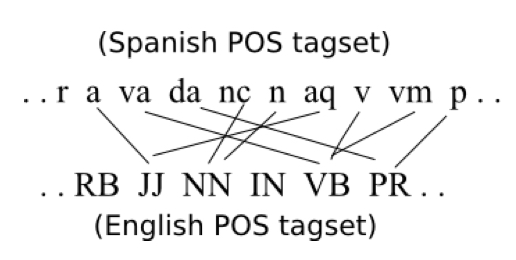 (Spanish POS tagset)
. . r a va da nc n aq v vm p . .
. . RB JJ NN IN VB PR . .
(English POS tagset)